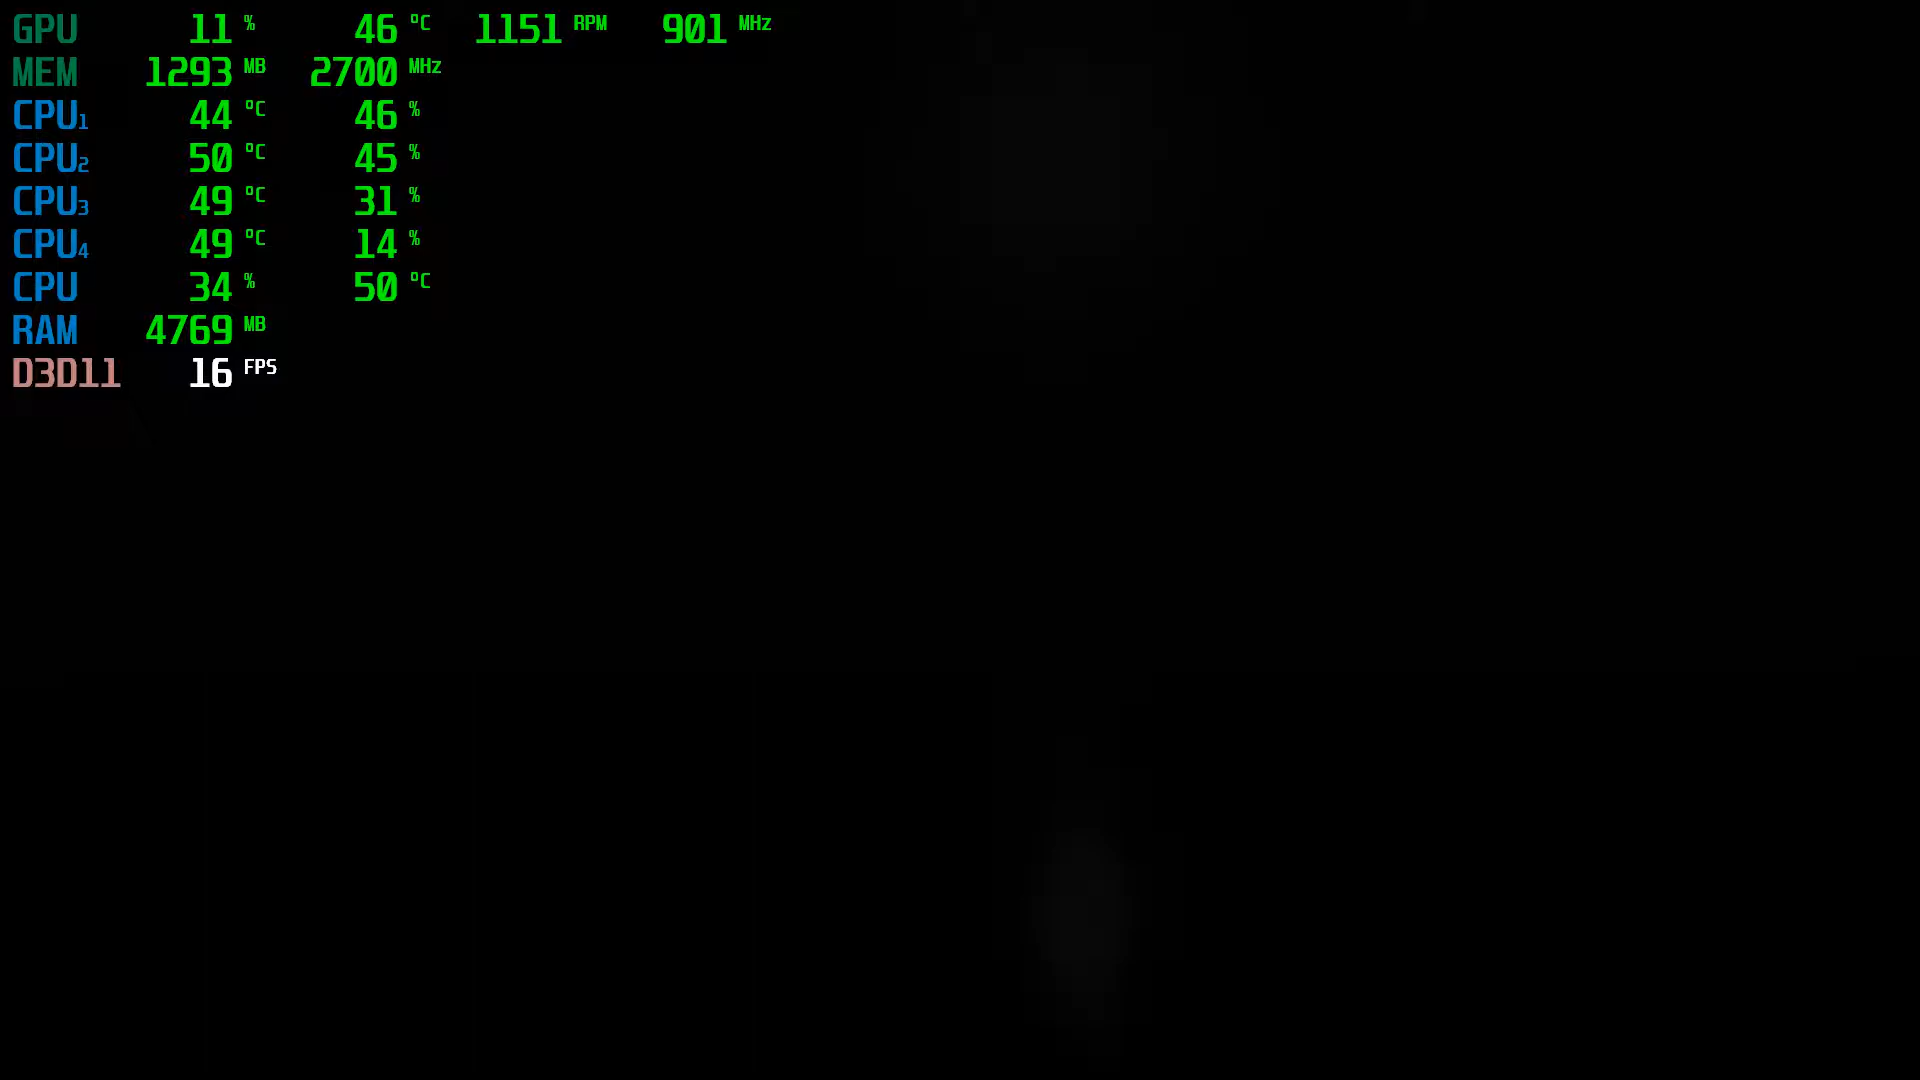 GPU 11 % 46 °C 1151 RPM 901 MHz
MEM 1293 MB 2700 MHz
CPU1 44 °C 46 %
CPU2 50 °C 45 %
CPU3 49 °C 31 %
CPU4 49 °C 14 %
CPU 34 % 50 °C
RAM 4769 MB
D3D11 16 FPS